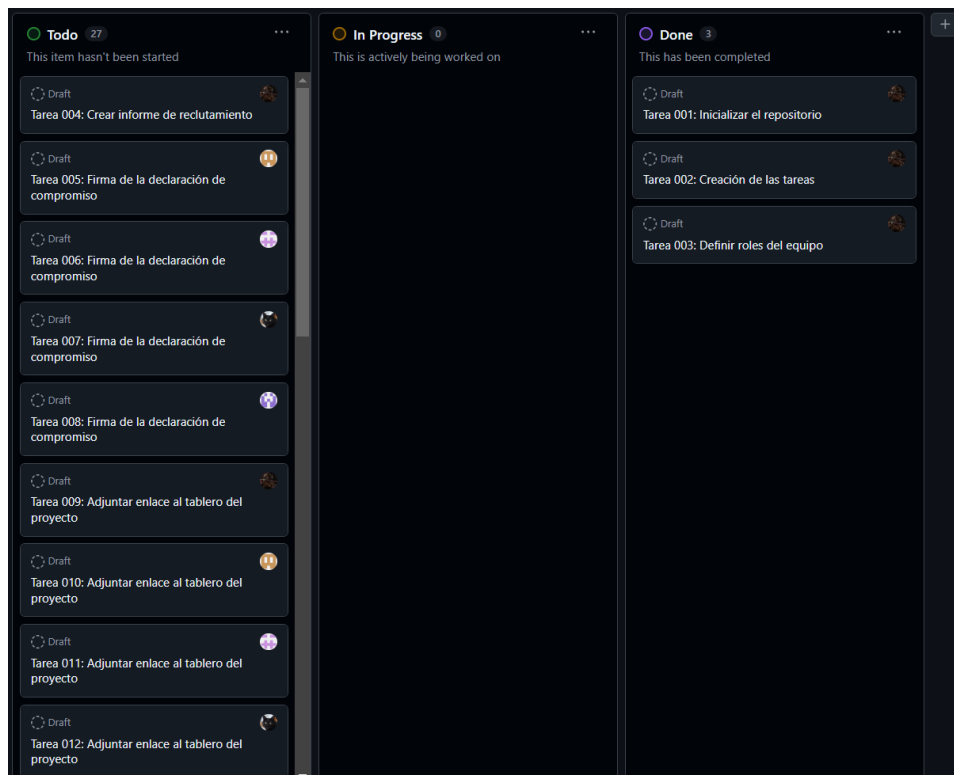 Todo 27
This item hasn't been started
Draft
Tarea 004: Crear informe de reclutamiento
Draft
Tarea 005: Firma de la declaración de
compromiso
Draft
Tarea 006: Firma de la declaración de
compromiso
Draft
Tarea 007: Firma de la declaración de
compromiso
Draft
Tarea 008: Firma de la declaración de
compromiso
Draft
Tarea 009: Adjuntar enlace al tablero del
proyecto
Draft
Tarea 010: Adjuntar enlace al tablero del
proyecto
Draft
Tarea 011: Adjuntar enlace al tablero del
proyecto
Draft
Tarea 012: Adjuntar enlace al tablero del
proyecto
In Progress 0
This is actively being worked on
Done 3
This has been completed
Draft
Tarea 001: Inicializar el repositorio
Draft
Tarea 002: Creación de las tareas
Draft
Tarea 003: Definir roles del equipo